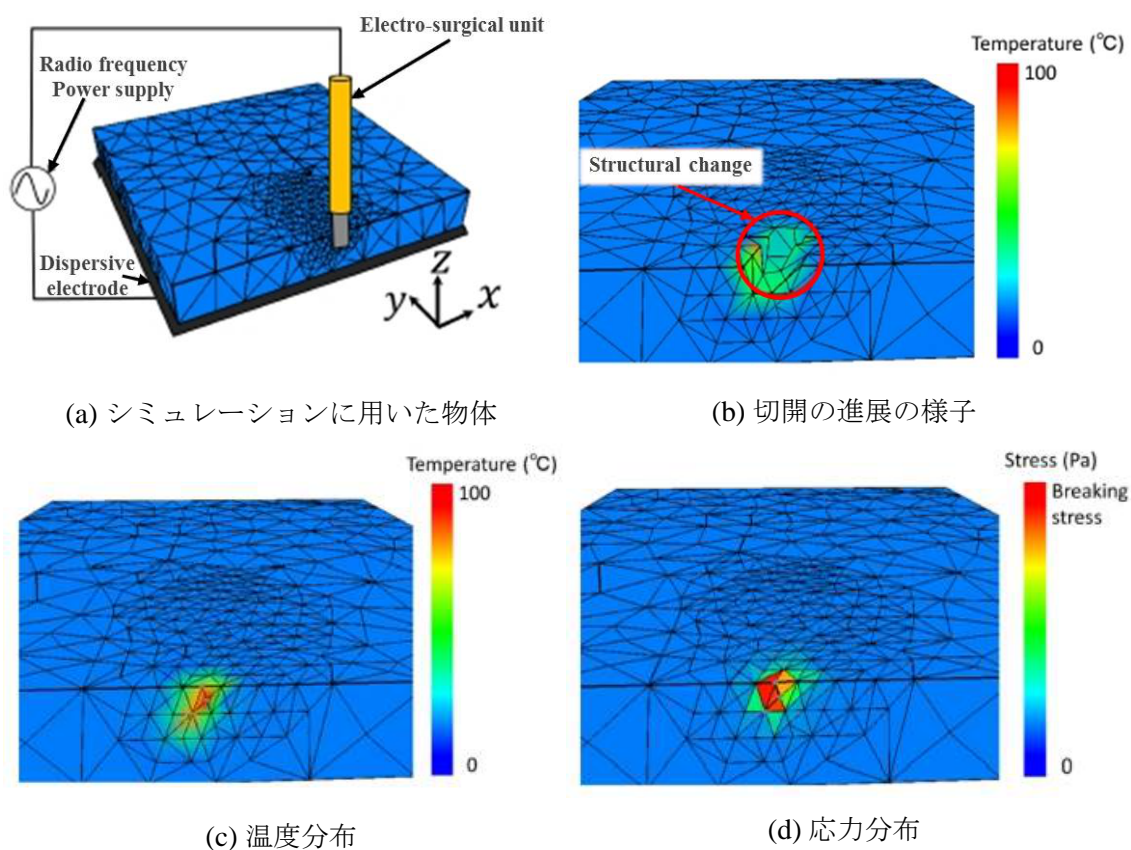 Electro-surgical unit
Radio frequency
Power supply
Dispersive
electrode
z
y
x
(a) シミュレーションに用いた物体
Temperature (℃)
100
0
Structural change
(b) 切開の進展の様子
Temperature (℃)
100
0
(c) 温度分布
Stress (Pa)
Breaking
stress
0
(d) 応力分布